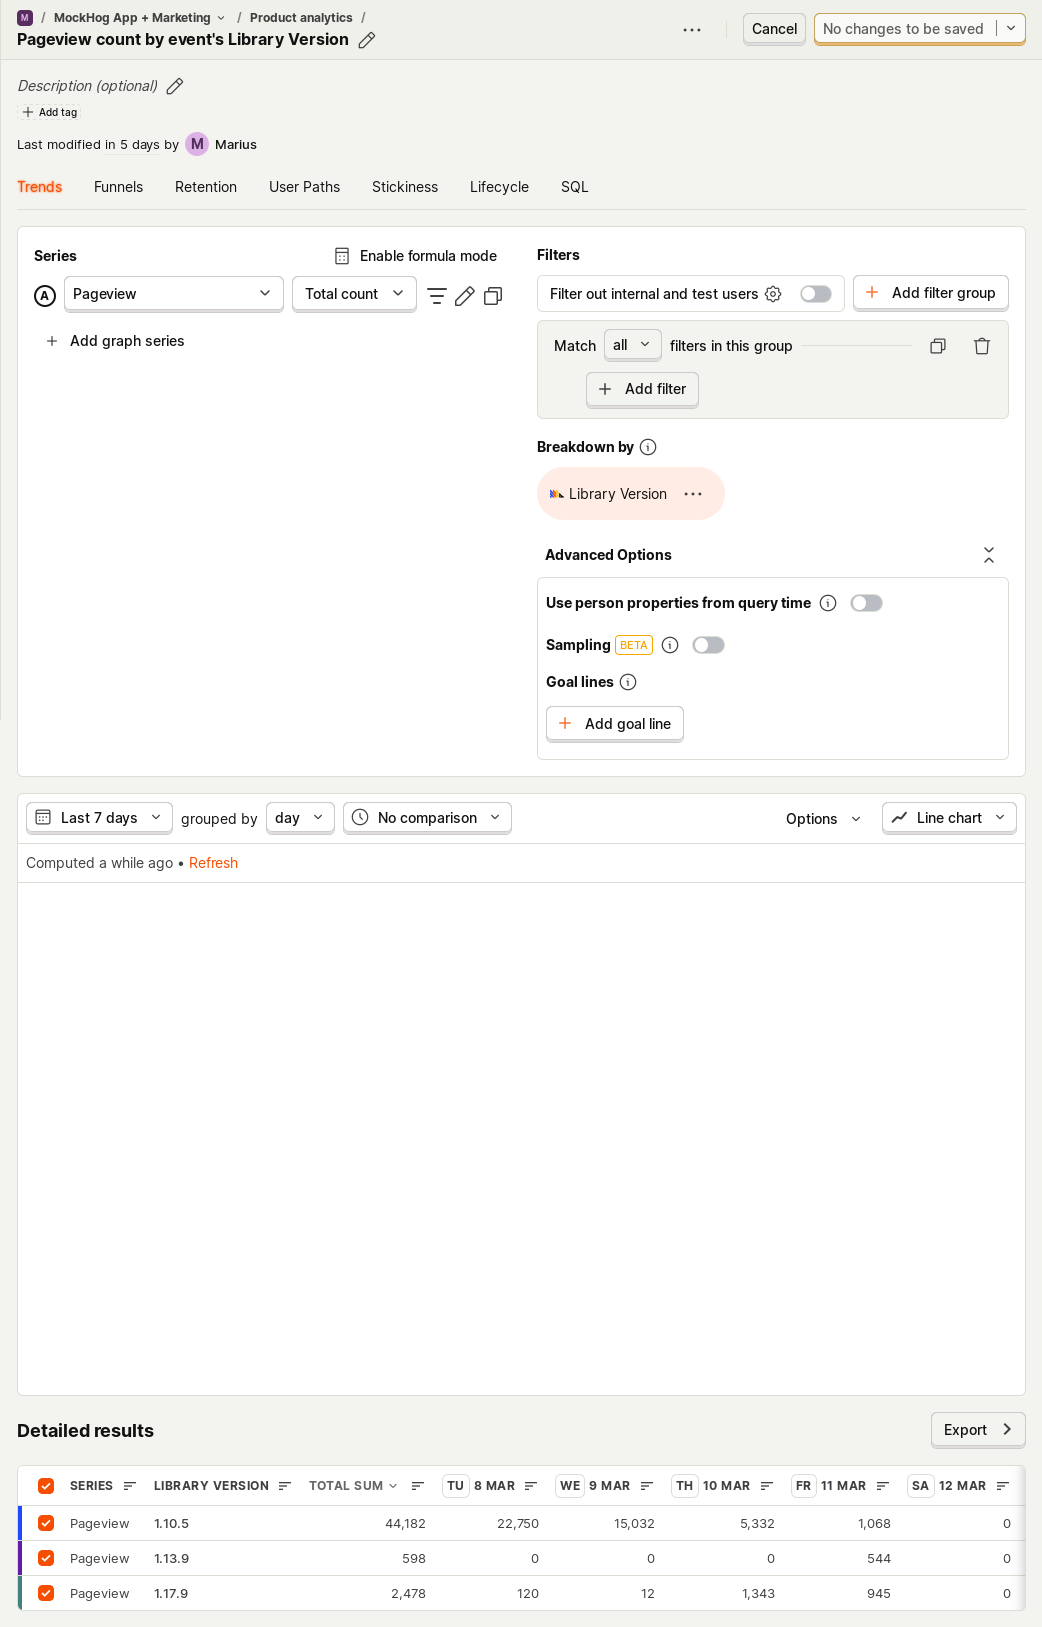 M / MockHog App + Marketing / Product analytics /
Pageview count by event's Library Version
Cancel
No changes to be saved
Description (optional)
Add tag
Last modified in 5 days by M Marius
Trends Funnels Retention User Paths Stickiness Lifecycle SQL
Series
Enable formula mode
A Pageview Total count
Add graph series
Filters
Filter out internal and test users
Add filter group
Match all filters in this group
Add filter
Breakdown by
Library Version
Advanced Options
Use person properties from query time
Sampling BETA
Goal lines
Add goal line
Last 7 days grouped by day No comparison Options Line chart
Computed a while ago • Refresh
Detailed results
Export
SERIES LIBRARY VERSION TOTAL SUM TU 8 MAR WE 9 MAR TH 10 MAR FR 11 MAR SA 12 MAR
Pageview 1.10.5 44,182 22,750 15,032 5,332 1,068 0
Pageview 1.13.9 598 0 0 0 544 0
Pageview 1.17.9 2,478 120 12 1,343 945 0